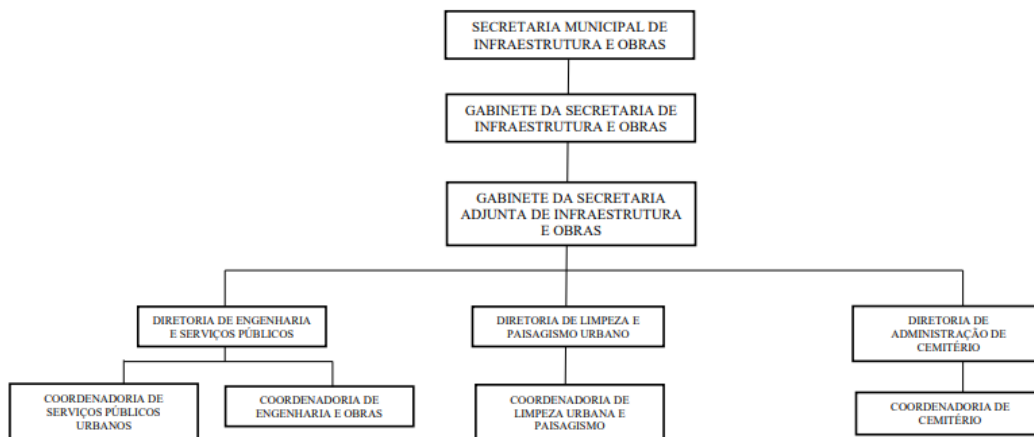 SECRETARIA MUNICIPAL DE
INFRAESTRUTURA E OBRAS
GABINETE DA SECRETARIA DE
INFRAESTRUTURA E OBRAS
GABINETE DA SECRETARIA
ADJUNTA DE INFRAESTRUTURA
E OBRAS
DIRETORIA DE ENGENHARIA
E SERVIÇOS PÚBLICOS
DIRETORIA DE LIMPEZA E
PAISAGISMO URBANO
DIRETORIA DE
ADMINISTRAÇÃO DE
CEMITÉRIO
COORDENADORIA DE
SERVIÇOS PÚBLICOS
URBANOS
COORDENADORIA DE
ENGENHARIA E OBRAS
COORDENADORIA DE
LIMPEZA URBANA E
PAISAGISMO
COORDENADORIA DE
CEMITÉRIO